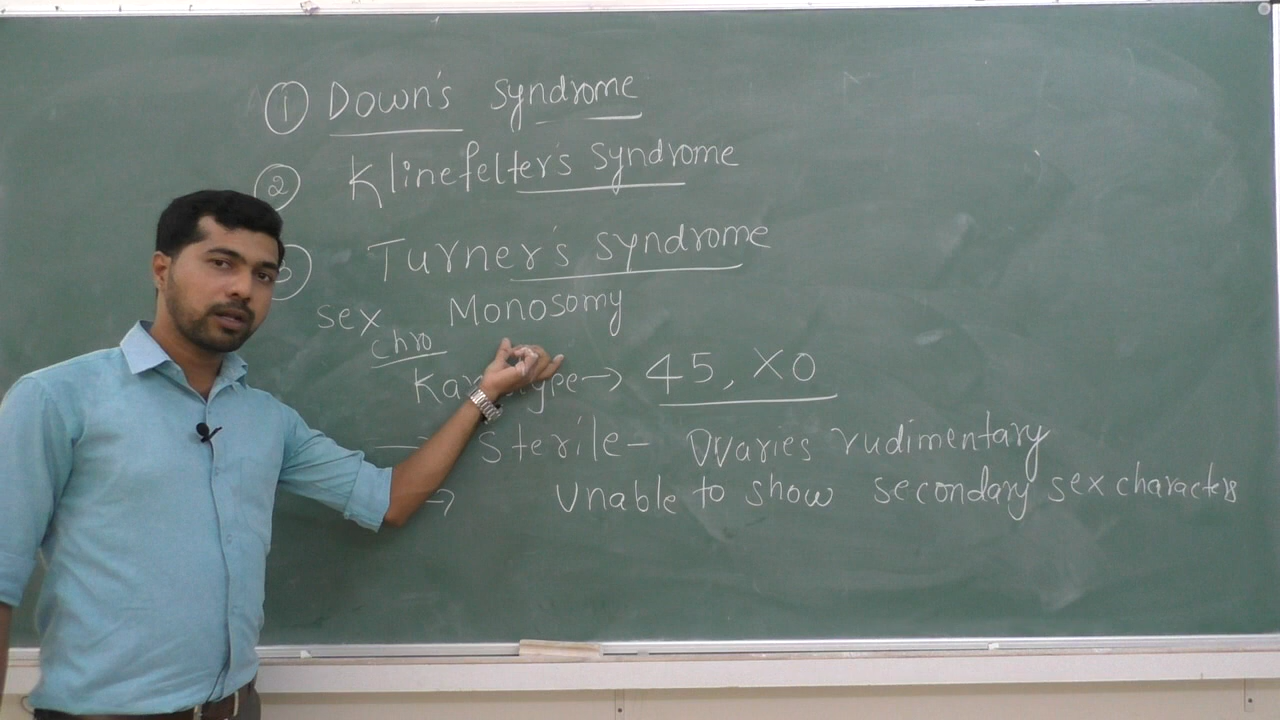 ① Down's syndrome
② Klinefelter's syndrome
Turner's syndrome
sex Monosomy
chro
→ 45, XO
→ Sterile - Ovaries rudimentary
→ Unable to show secondary sex characters